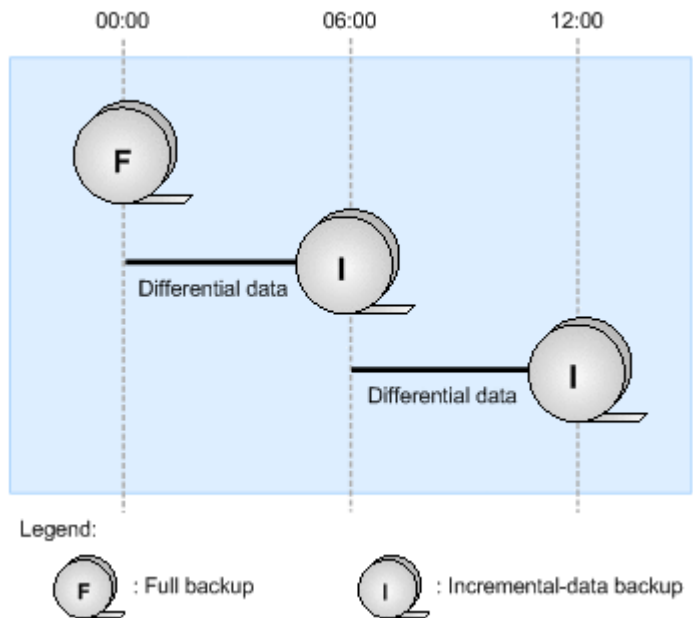 00:00 06:00 12:00
F
I
Differential data
I
Differential data
Legend:
F : Full backup I : Incremental-data backup